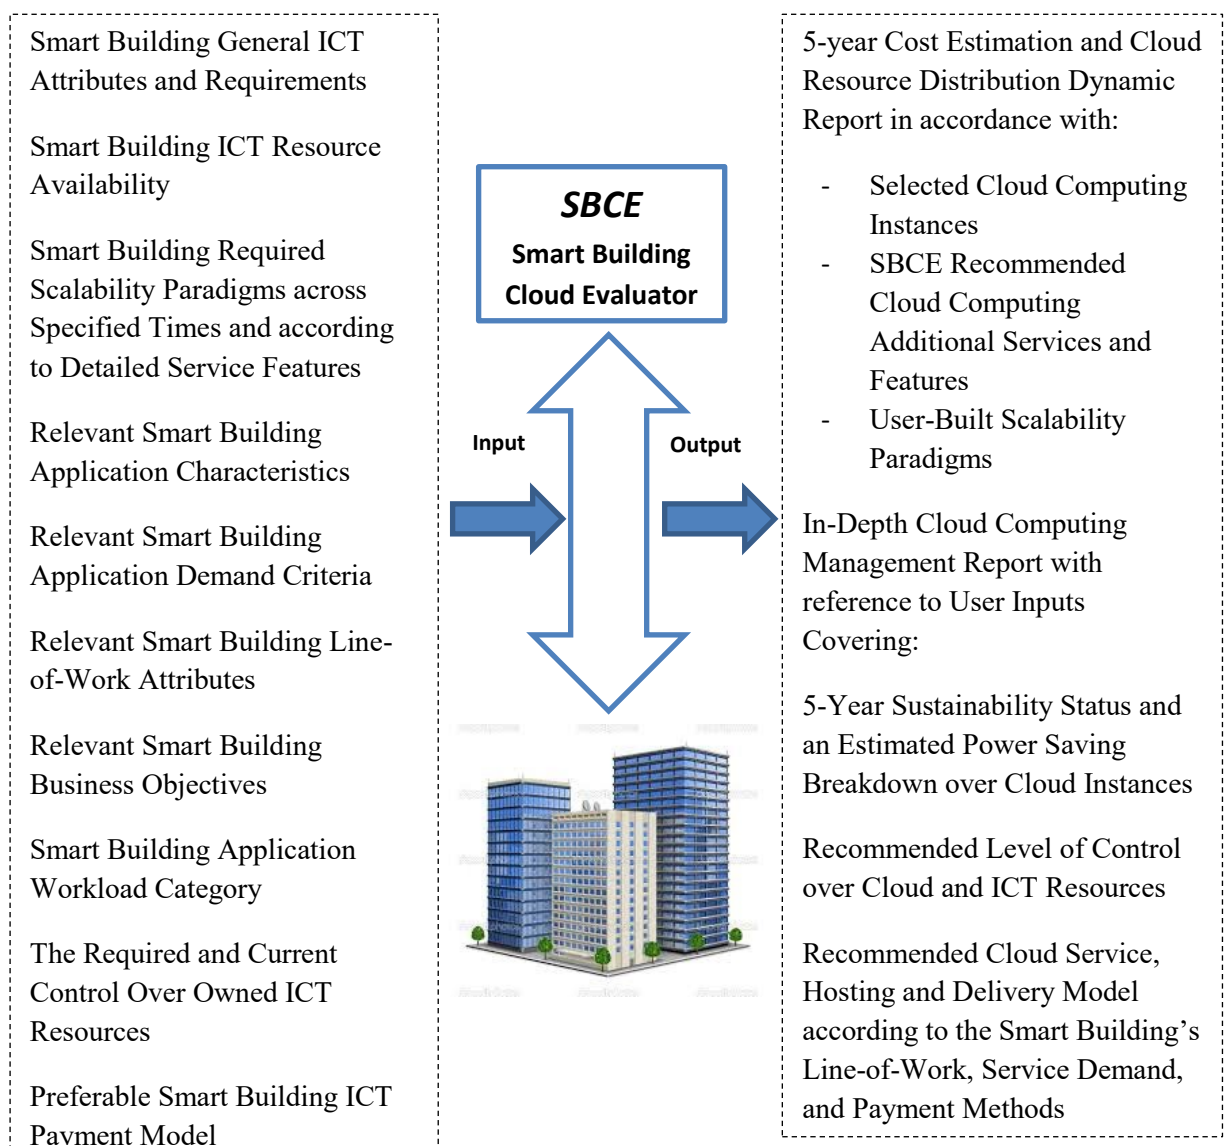 Smart Building General ICT
Attributes and Requirements
Smart Building ICT Resource
Availability
Smart Building Required
Scalability Paradigms across
Specified Times and according
to Detailed Service Features
Relevant Smart Building
Application Characteristics
Relevant Smart Building
Application Demand Criteria
Relevant Smart Building Line-
of-Work Attributes
Relevant Smart Building
Business Objectives
Smart Building Application
Workload Category
The Required and Current
Control Over Owned ICT
Resources
Preferable Smart Building ICT
Payment Model
SBCE
Smart Building
Cloud Evaluator
Input
Output
5-year Cost Estimation and Cloud
Resource Distribution Dynamic
Report in accordance with:
- Selected Cloud Computing
Instances
- SBCE Recommended
Cloud Computing
Additional Services and
Features
- User-Built Scalability
Paradigms
In-Depth Cloud Computing
Management Report with
reference to User Inputs
Covering:
5-Year Sustainability Status and
an Estimated Power Saving
Breakdown over Cloud Instances
Recommended Level of Control
over Cloud and ICT Resources
Recommended Cloud Service,
Hosting and Delivery Model
according to the Smart Building’s
Line-of-Work, Service Demand,
and Payment Methods